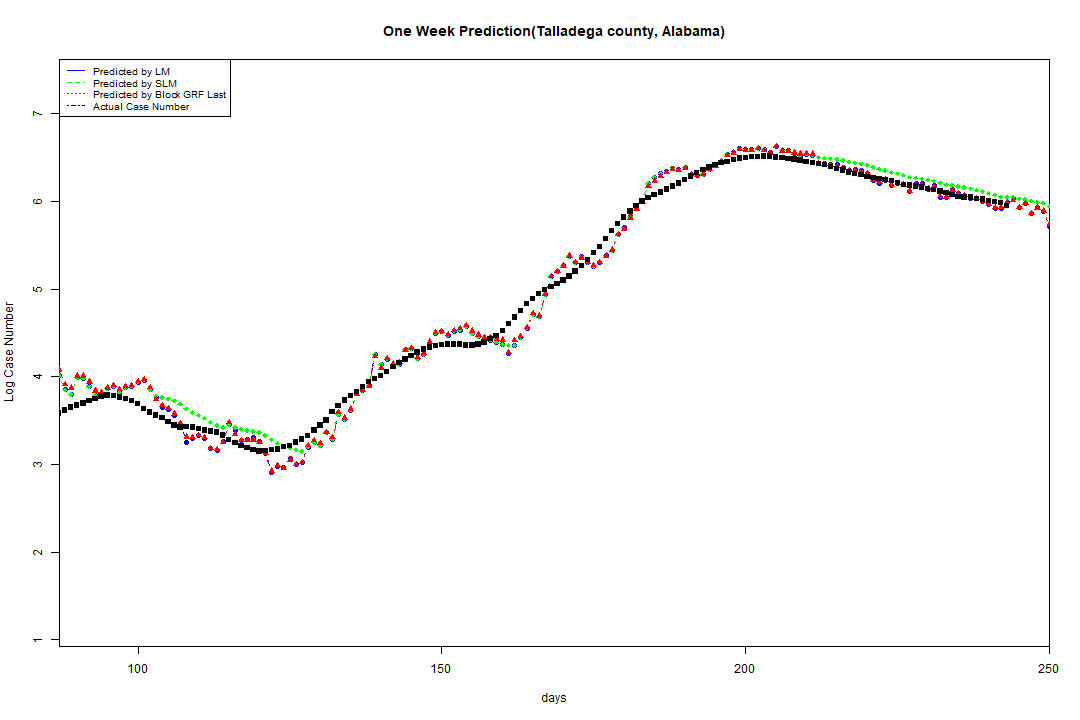 One Week Prediction(Talladega county, Alabama)
Predicted by LM
Predicted by SLM
Predicted by Block GRF Last
Actual Case Number
7
6
5
4
3
2
1
Log Case Number
100 150 200 250
days